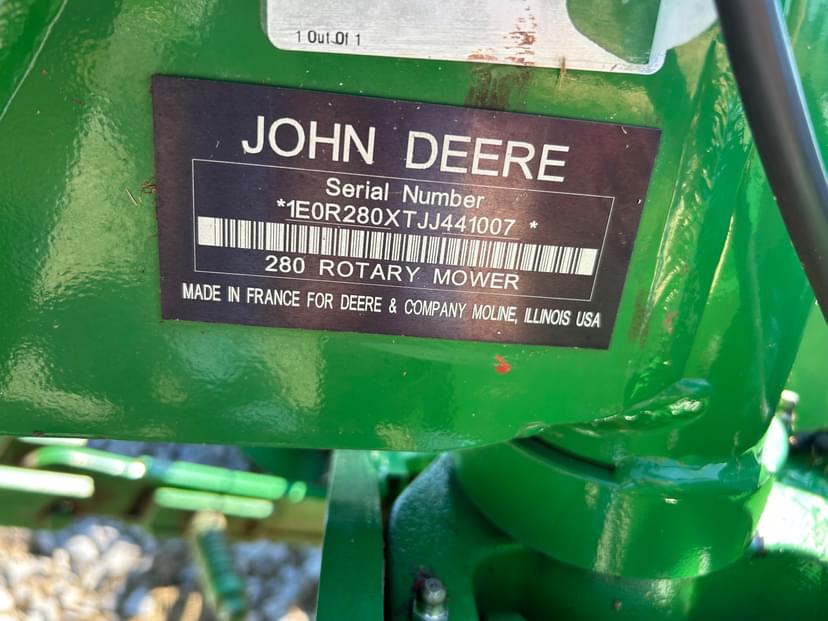 1 Out Of 1
JOHN DEERE
Serial Number
*1E0R280XTJJ441007 *
280 ROTARY MOWER
MADE IN FRANCE FOR DEERE & COMPANY MOLINE, ILLINOIS USA